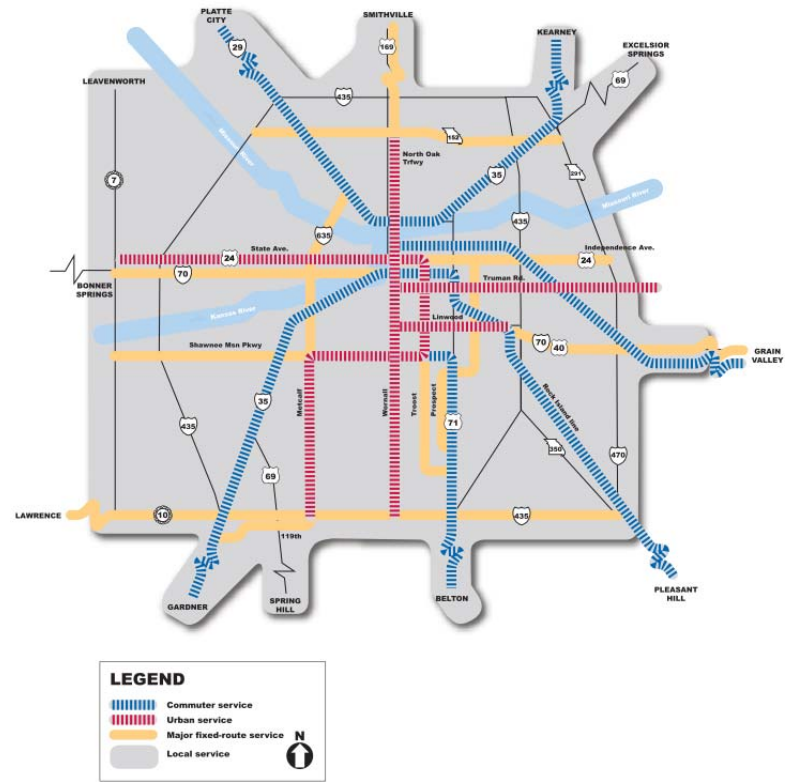 PLATTE
CITY
SMITHVILLE
KEARNEY
EXCELSIOR
SPRINGS
29
169
69
LEAVENWORTH
435
Missouri River
152
North Oak
Trfwy
35
291
7
Missouri River
435
635
State Ave.
24
Independence Ave.
24
70
BONNER
SPRINGS
Truman Rd.
Kansas River
Linwood
Shawnee Msn Pkwy
70
40
GRAIN
VALLEY
35
Metcalf
Wornall
Troost
Prospect
Rock Island line
435
71
69
350
470
LAWRENCE
10
435
119th
GARDNER
SPRING
HILL
BELTON
PLEASANT
HILL
LEGEND
Commuter service
Urban service
Major fixed-route service
Local service
N